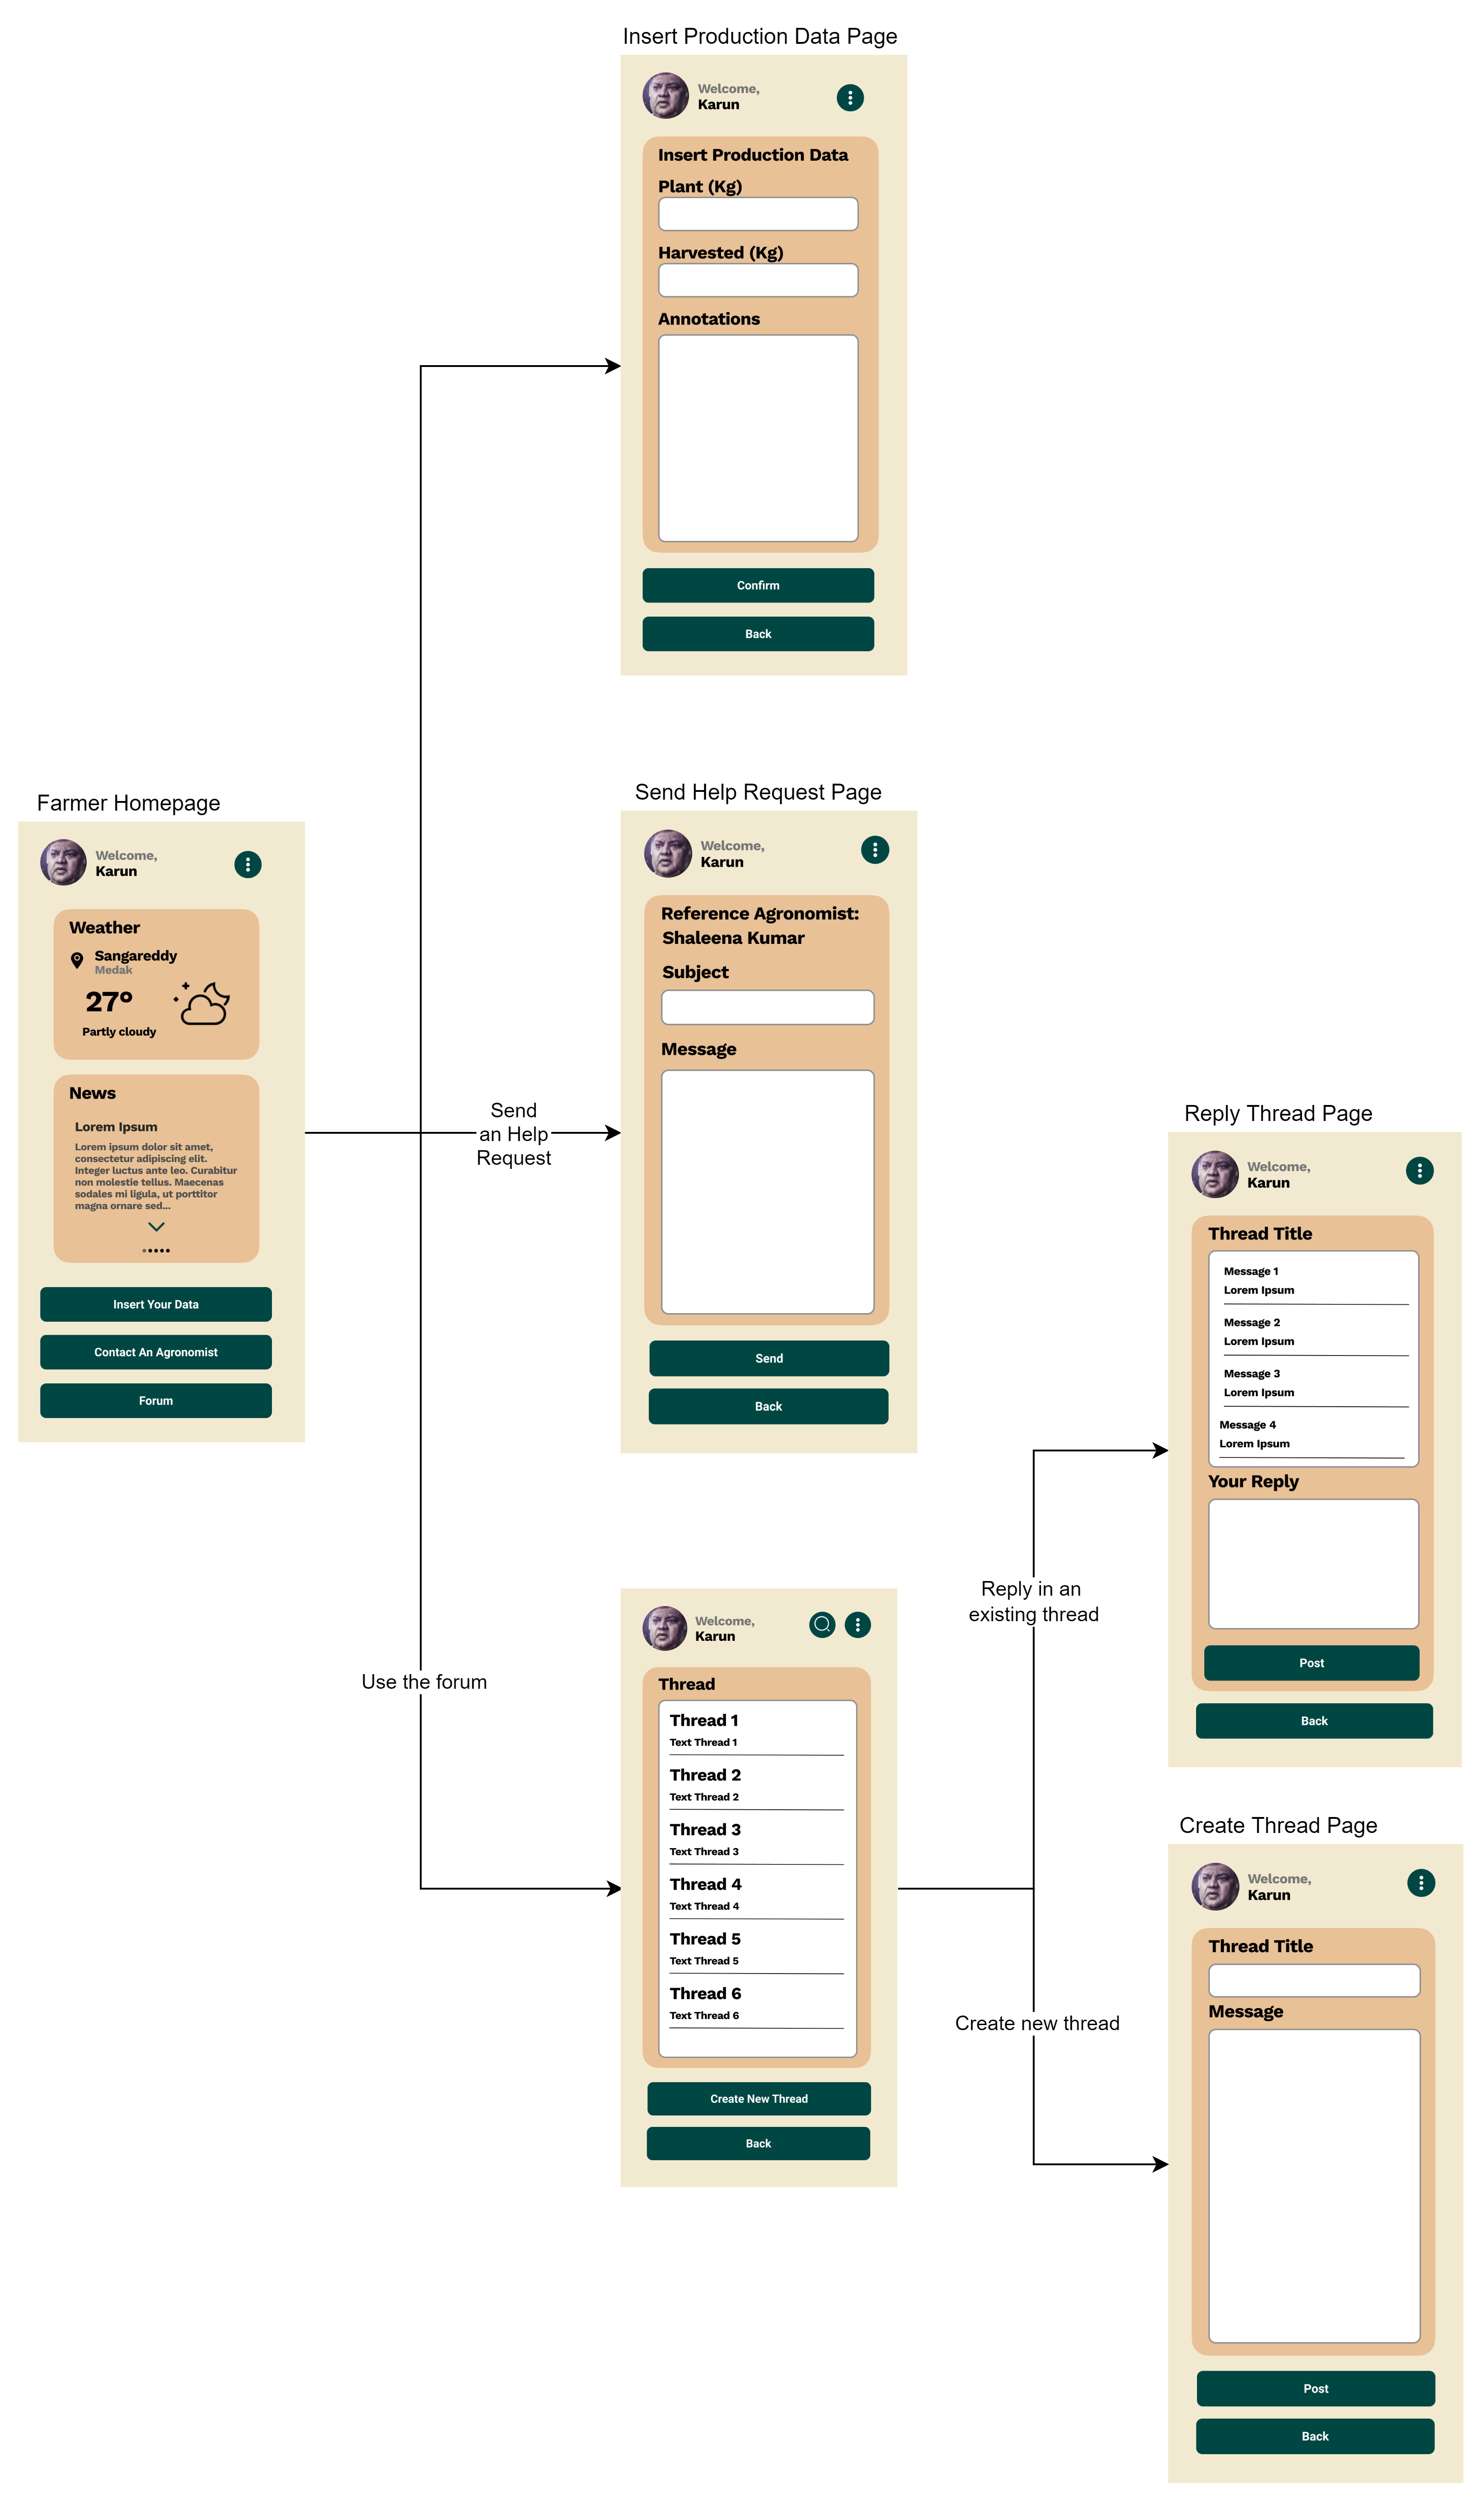 Insert Production Data Page
Welcome,
Karun
Insert Production Data
Plant (Kg)
Harvested (Kg)
Annotations
Confirm
Back
Farmer Homepage
Welcome,
Karun
Weather
Sangareddy
Medak
27°
Partly cloudy
News
Lorem Ipsum
Lorem ipsum dolor sit amet,
consectetur adipiscing elit.
Integer luctus ante leo. Curabitur
non molestie tellus. Maecenas
sodales mi ligula, ut porttitor
magna ornare sed...
Insert Your Data
Contact An Agronomist
Forum
Send
an Help
Request
Send Help Request Page
Welcome,
Karun
Reference Agronomist:
Shaleena Kumar
Subject
Message
Send
Back
Use the forum
Welcome,
Karun
Thread
Thread 1
Text Thread 1
Thread 2
Text Thread 2
Thread 3
Text Thread 3
Thread 4
Text Thread 4
Thread 5
Text Thread 5
Thread 6
Text Thread 6
Create New Thread
Back
Reply in an
existing thread
Create new thread
Reply Thread Page
Welcome,
Karun
Thread Title
Message 1
Lorem Ipsum
Message 2
Lorem Ipsum
Message 3
Lorem Ipsum
Message 4
Lorem Ipsum
Your Reply
Post
Back
Create Thread Page
Welcome,
Karun
Thread Title
Message
Post
Back